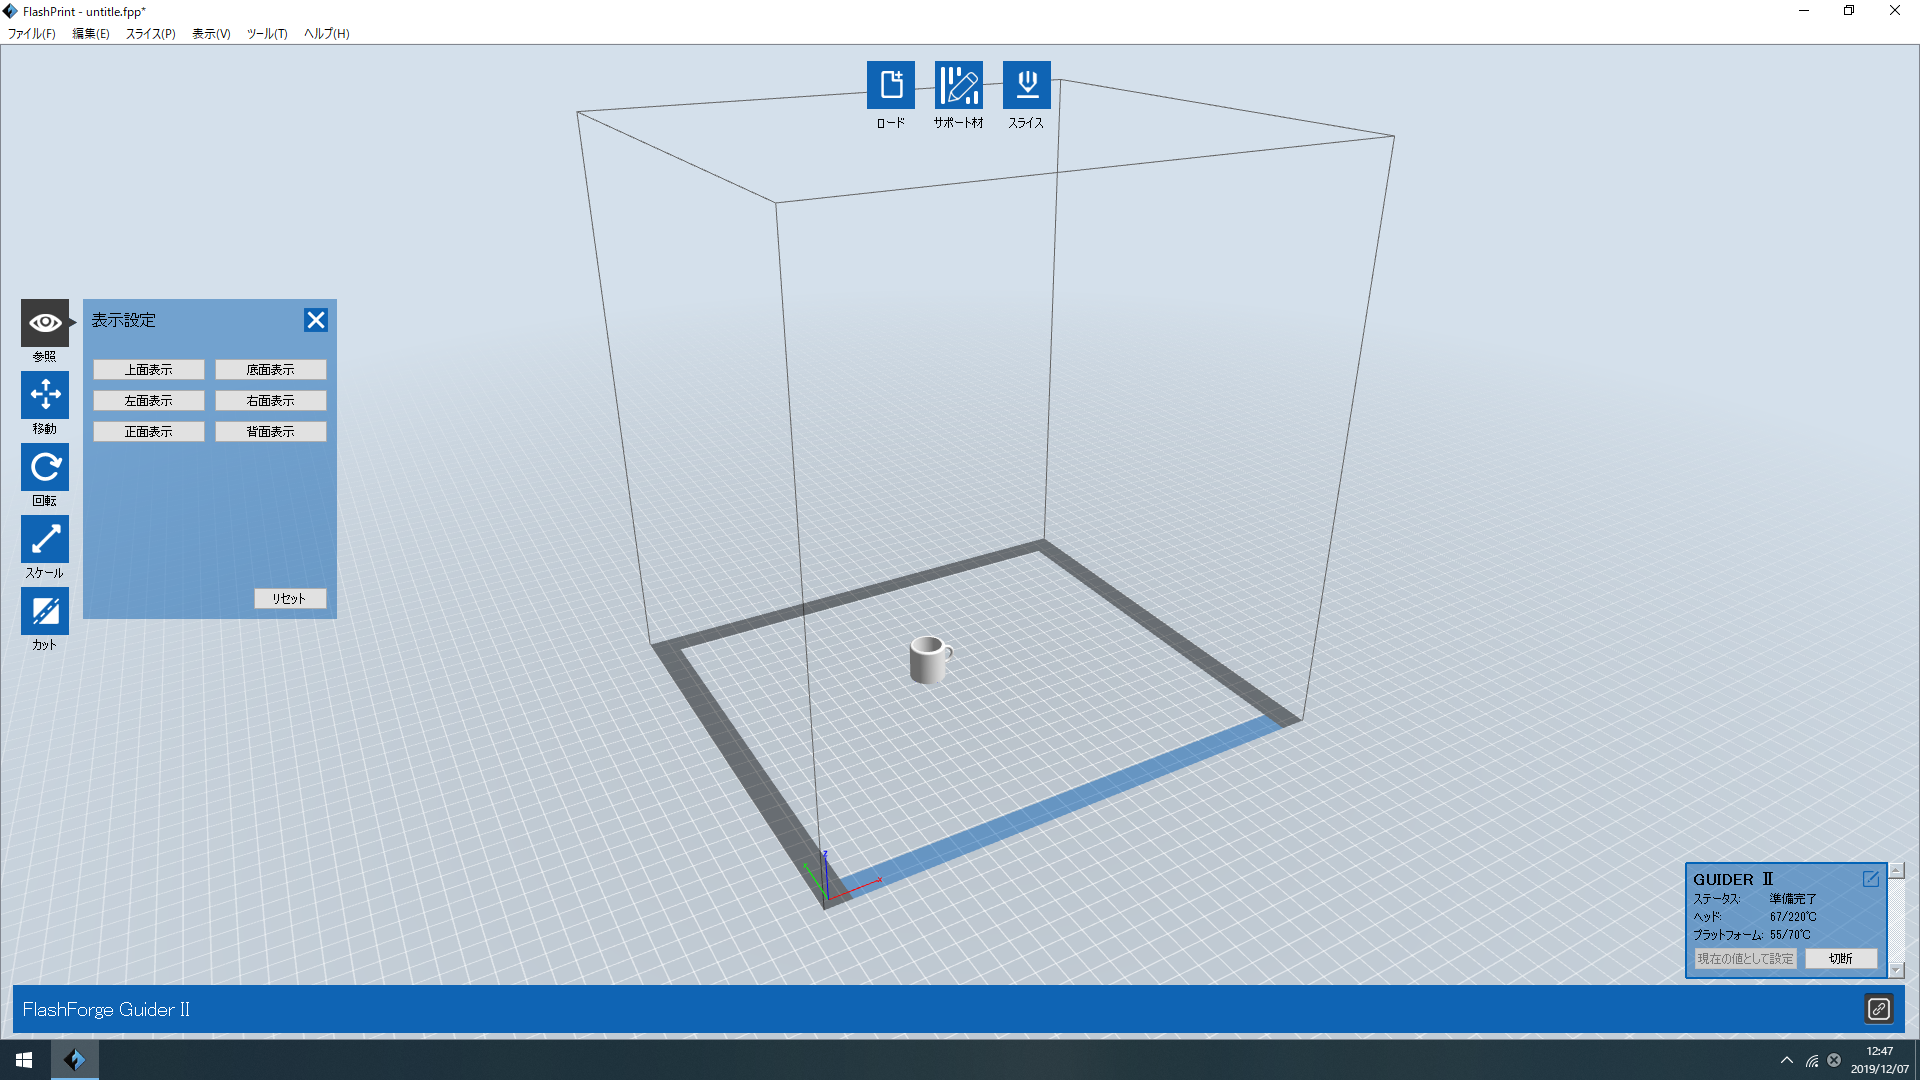 FlashPrint - untitle.fpp*
ファイル(F) 編集(E) スライス(P) 表示(V) ツール(T) ヘルプ(H)
ロード サポート材 スライス
表示設定
参照
上面表示 底面表示
左面表示 右面表示
移動
正面表示 背面表示
回転
スケール
リセット
カット
z
x
GUIDER Ⅱ
ステータス: 準備完了
ヘッド: 67/220℃
プラットフォーム: 55/70℃
現在の値として設定 切断
FlashForge Guider II
12:47
2019/12/07